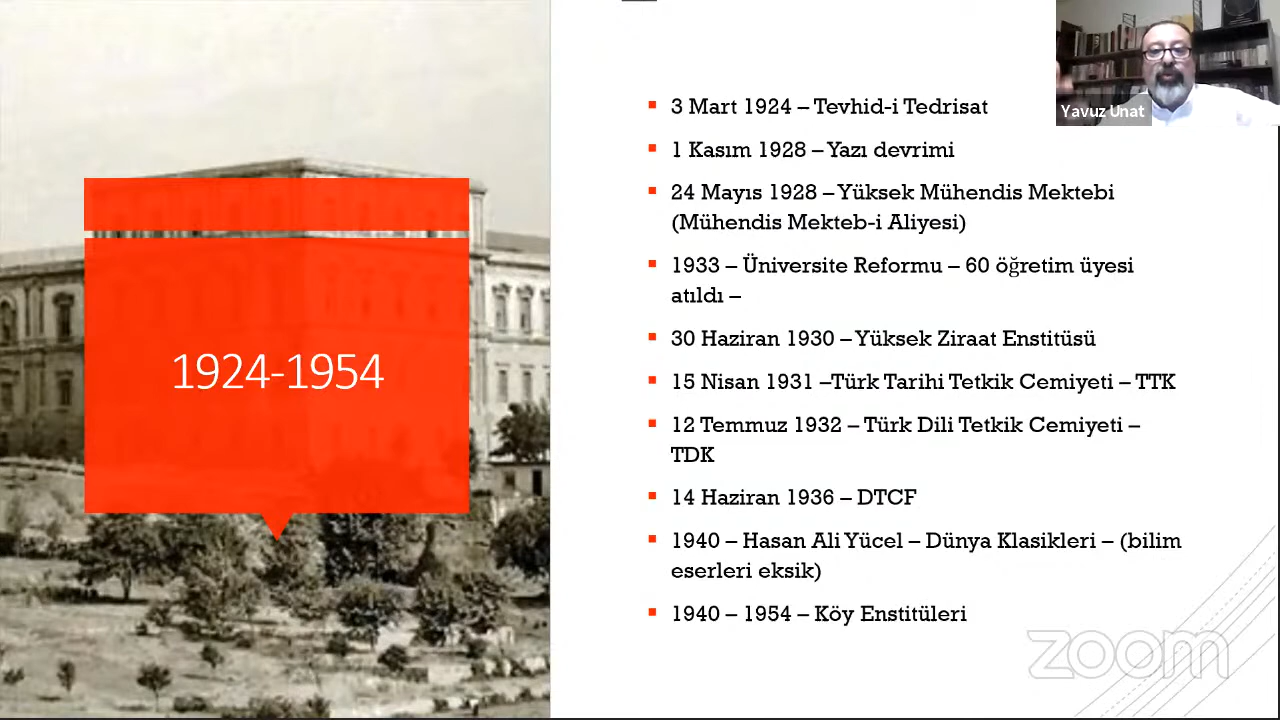 1924-1954
3 Mart 1924 – Tevhid-i Tedrisat
1 Kasım 1928 – Yazı devrimi
24 Mayıs 1928 – Yüksek Mühendis Mektebi
(Mühendis Mekteb-i Aliyesi)
1933 – Üniversite Reformu – 60 öğretim üyesi
atıldı –
30 Haziran 1930 – Yüksek Ziraat Enstitüsü
15 Nisan 1931 –Türk Tarihi Tetkik Cemiyeti – TTK
12 Temmuz 1932 – Türk Dili Tetkik Cemiyeti –
TDK
14 Haziran 1936 – DTCF
1940 – Hasan Ali Yücel – Dünya Klasikleri – (bilim
eserleri eksik)
1940 – 1954 – Köy Enstitüleri
Yavuz Unat
zoom